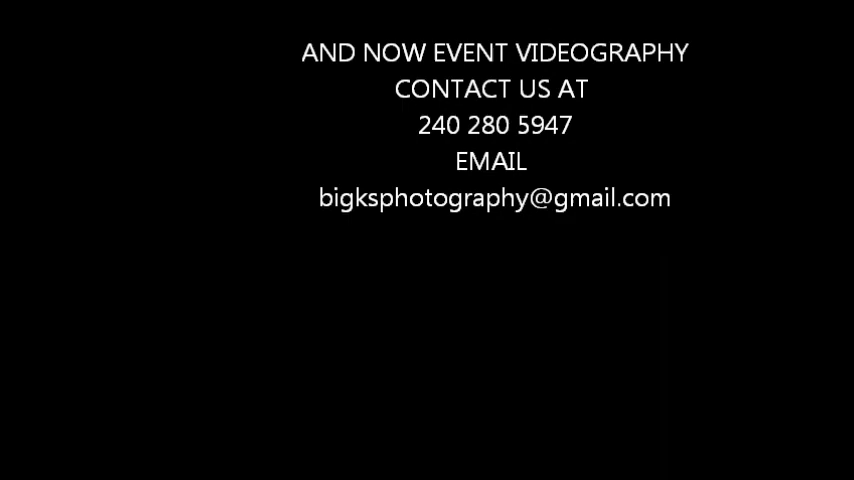 AND NOW EVENT VIDEOGRAPHY
CONTACT US AT
240 280 5947
EMAIL
bigksphotography@gmail.com